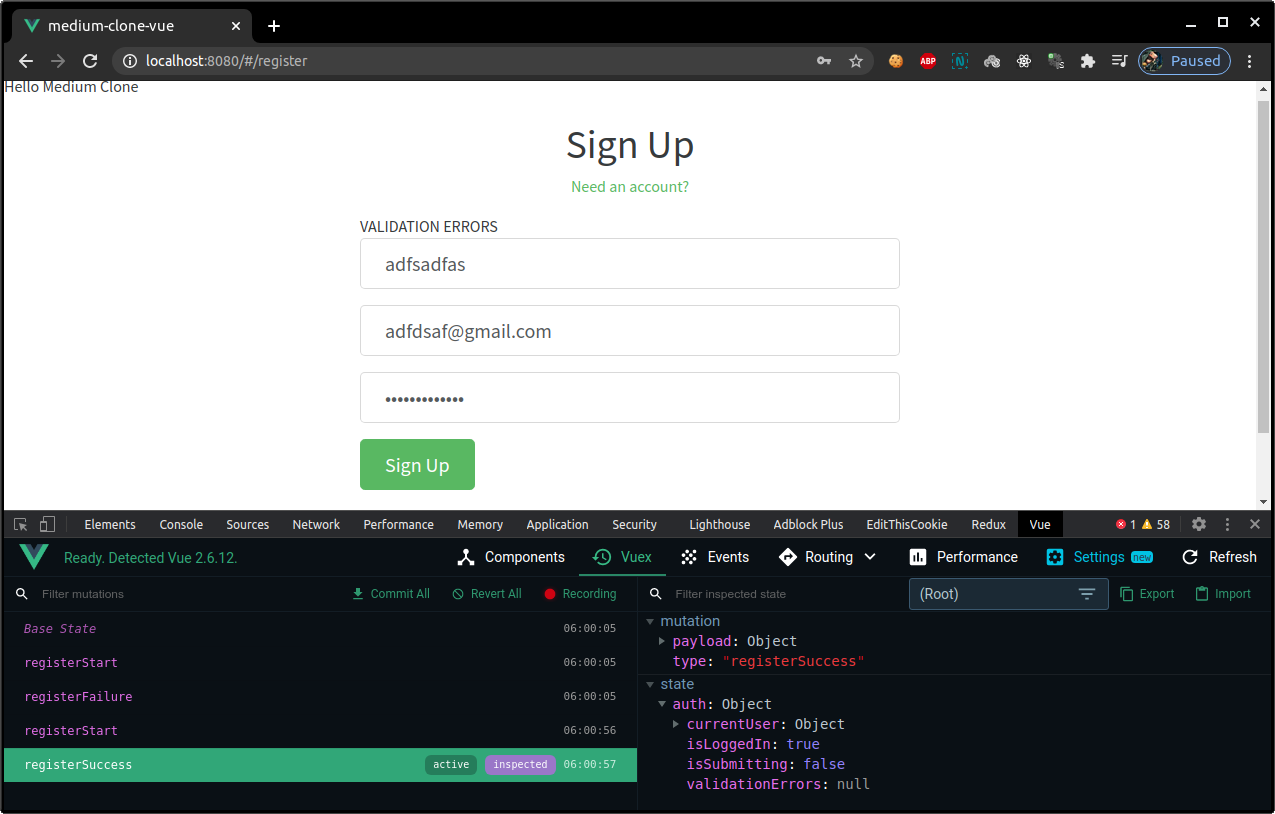 medium-clone-vue
localhost:8080/#/register
ABP
N
Paused
Hello Medium Clone
Sign Up
Need an account?
VALIDATION ERRORS
adfsadfas
adfdsaf@gmail.com
•••••••••••••
Sign Up
Elements Console Sources Network Performance Memory Application Security Lighthouse Adblock Plus EditThisCookie Redux Vue 1 58
Ready. Detected Vue 2.6.12. Components Vuex Events Routing Performance Settings new Refresh
Filter mutations Commit All Revert All Recording Filter inspected state (Root) Export Import
Base State 06:00:05
registerStart 06:00:05
registerFailure 06:00:05
registerStart 06:00:56
registerSuccess active inspected 06:00:57
mutation
payload: Object
type: "registerSuccess"
state
auth: Object
currentUser: Object
isLoggedIn: true
isSubmitting: false
validationErrors: null